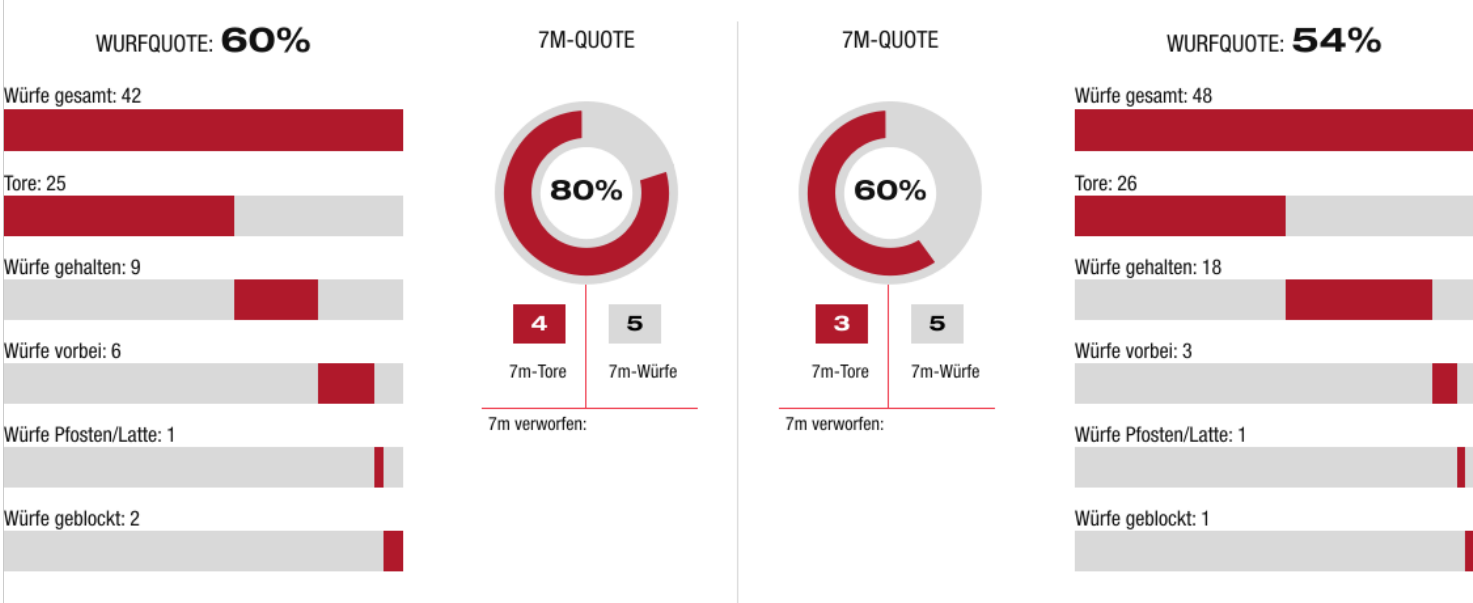 WURFQUOTE: 60%
Würfe gesamt: 42
Tore: 25
Würfe gehalten: 9
Würfe vorbei: 6
Würfe Pfosten/Latte: 1
Würfe geblockt: 2
7M-QUOTE
80%
4 5
7m-Tore 7m-Würfe
7m verworfen:
7M-QUOTE
60%
3 5
7m-Tore 7m-Würfe
7m verworfen:
WURFQUOTE: 54%
Würfe gesamt: 48
Tore: 26
Würfe gehalten: 18
Würfe vorbei: 3
Würfe Pfosten/Latte: 1
Würfe geblockt: 1